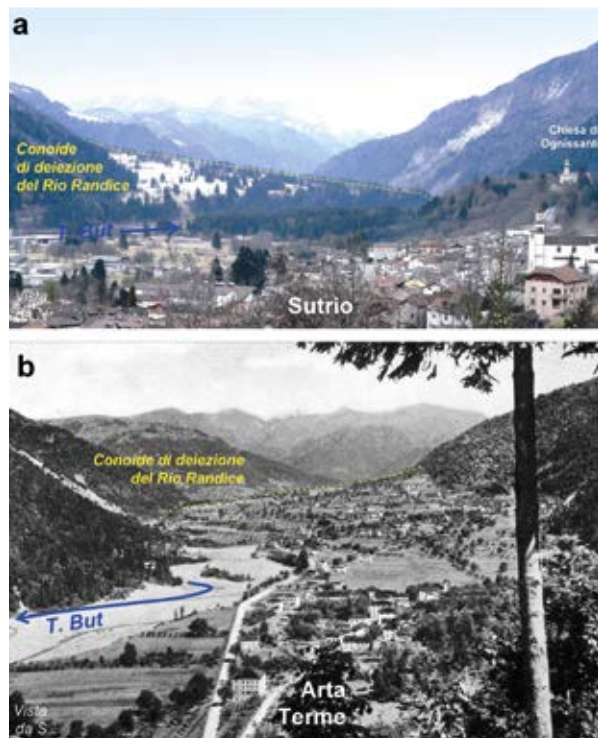 a
Conoide
di deiezione
del Rio Randice
Chiesa di
Ognissanti
T. But
Sutrio
b
Conoide di deiezione
del Rio Randice
T. But
Arta
Terme
Vista
da S